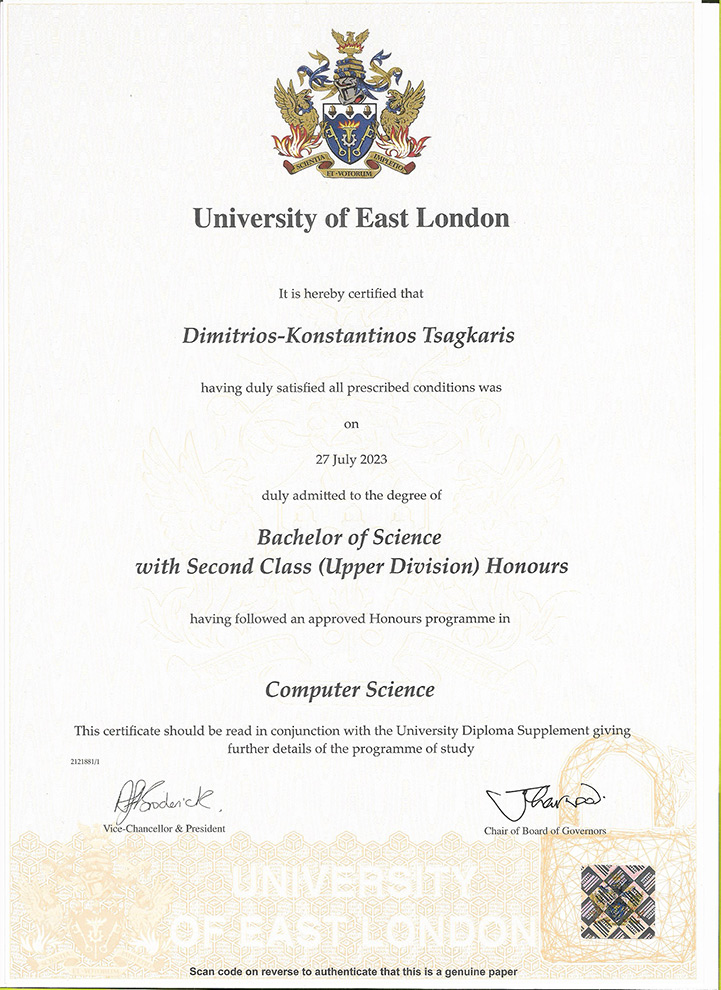 SCIENTIA ET·VOTORUM IMPLETIO
University of East London
It is hereby certified that
Dimitrios-Konstantinos Tsagkaris
having duly satisfied all prescribed conditions was
on
27 July 2023
duly admitted to the degree of
Bachelor of Science
with Second Class (Upper Division) Honours
having followed an approved Honours programme in
Computer Science
This certificate should be read in conjunction with the University Diploma Supplement giving
further details of the programme of study
2121881/1
Vice-Chancellor & President
Chair of Board of Governors
UNIVERSITY
OF EAST LONDON
Scan code on reverse to authenticate that this is a genuine paper